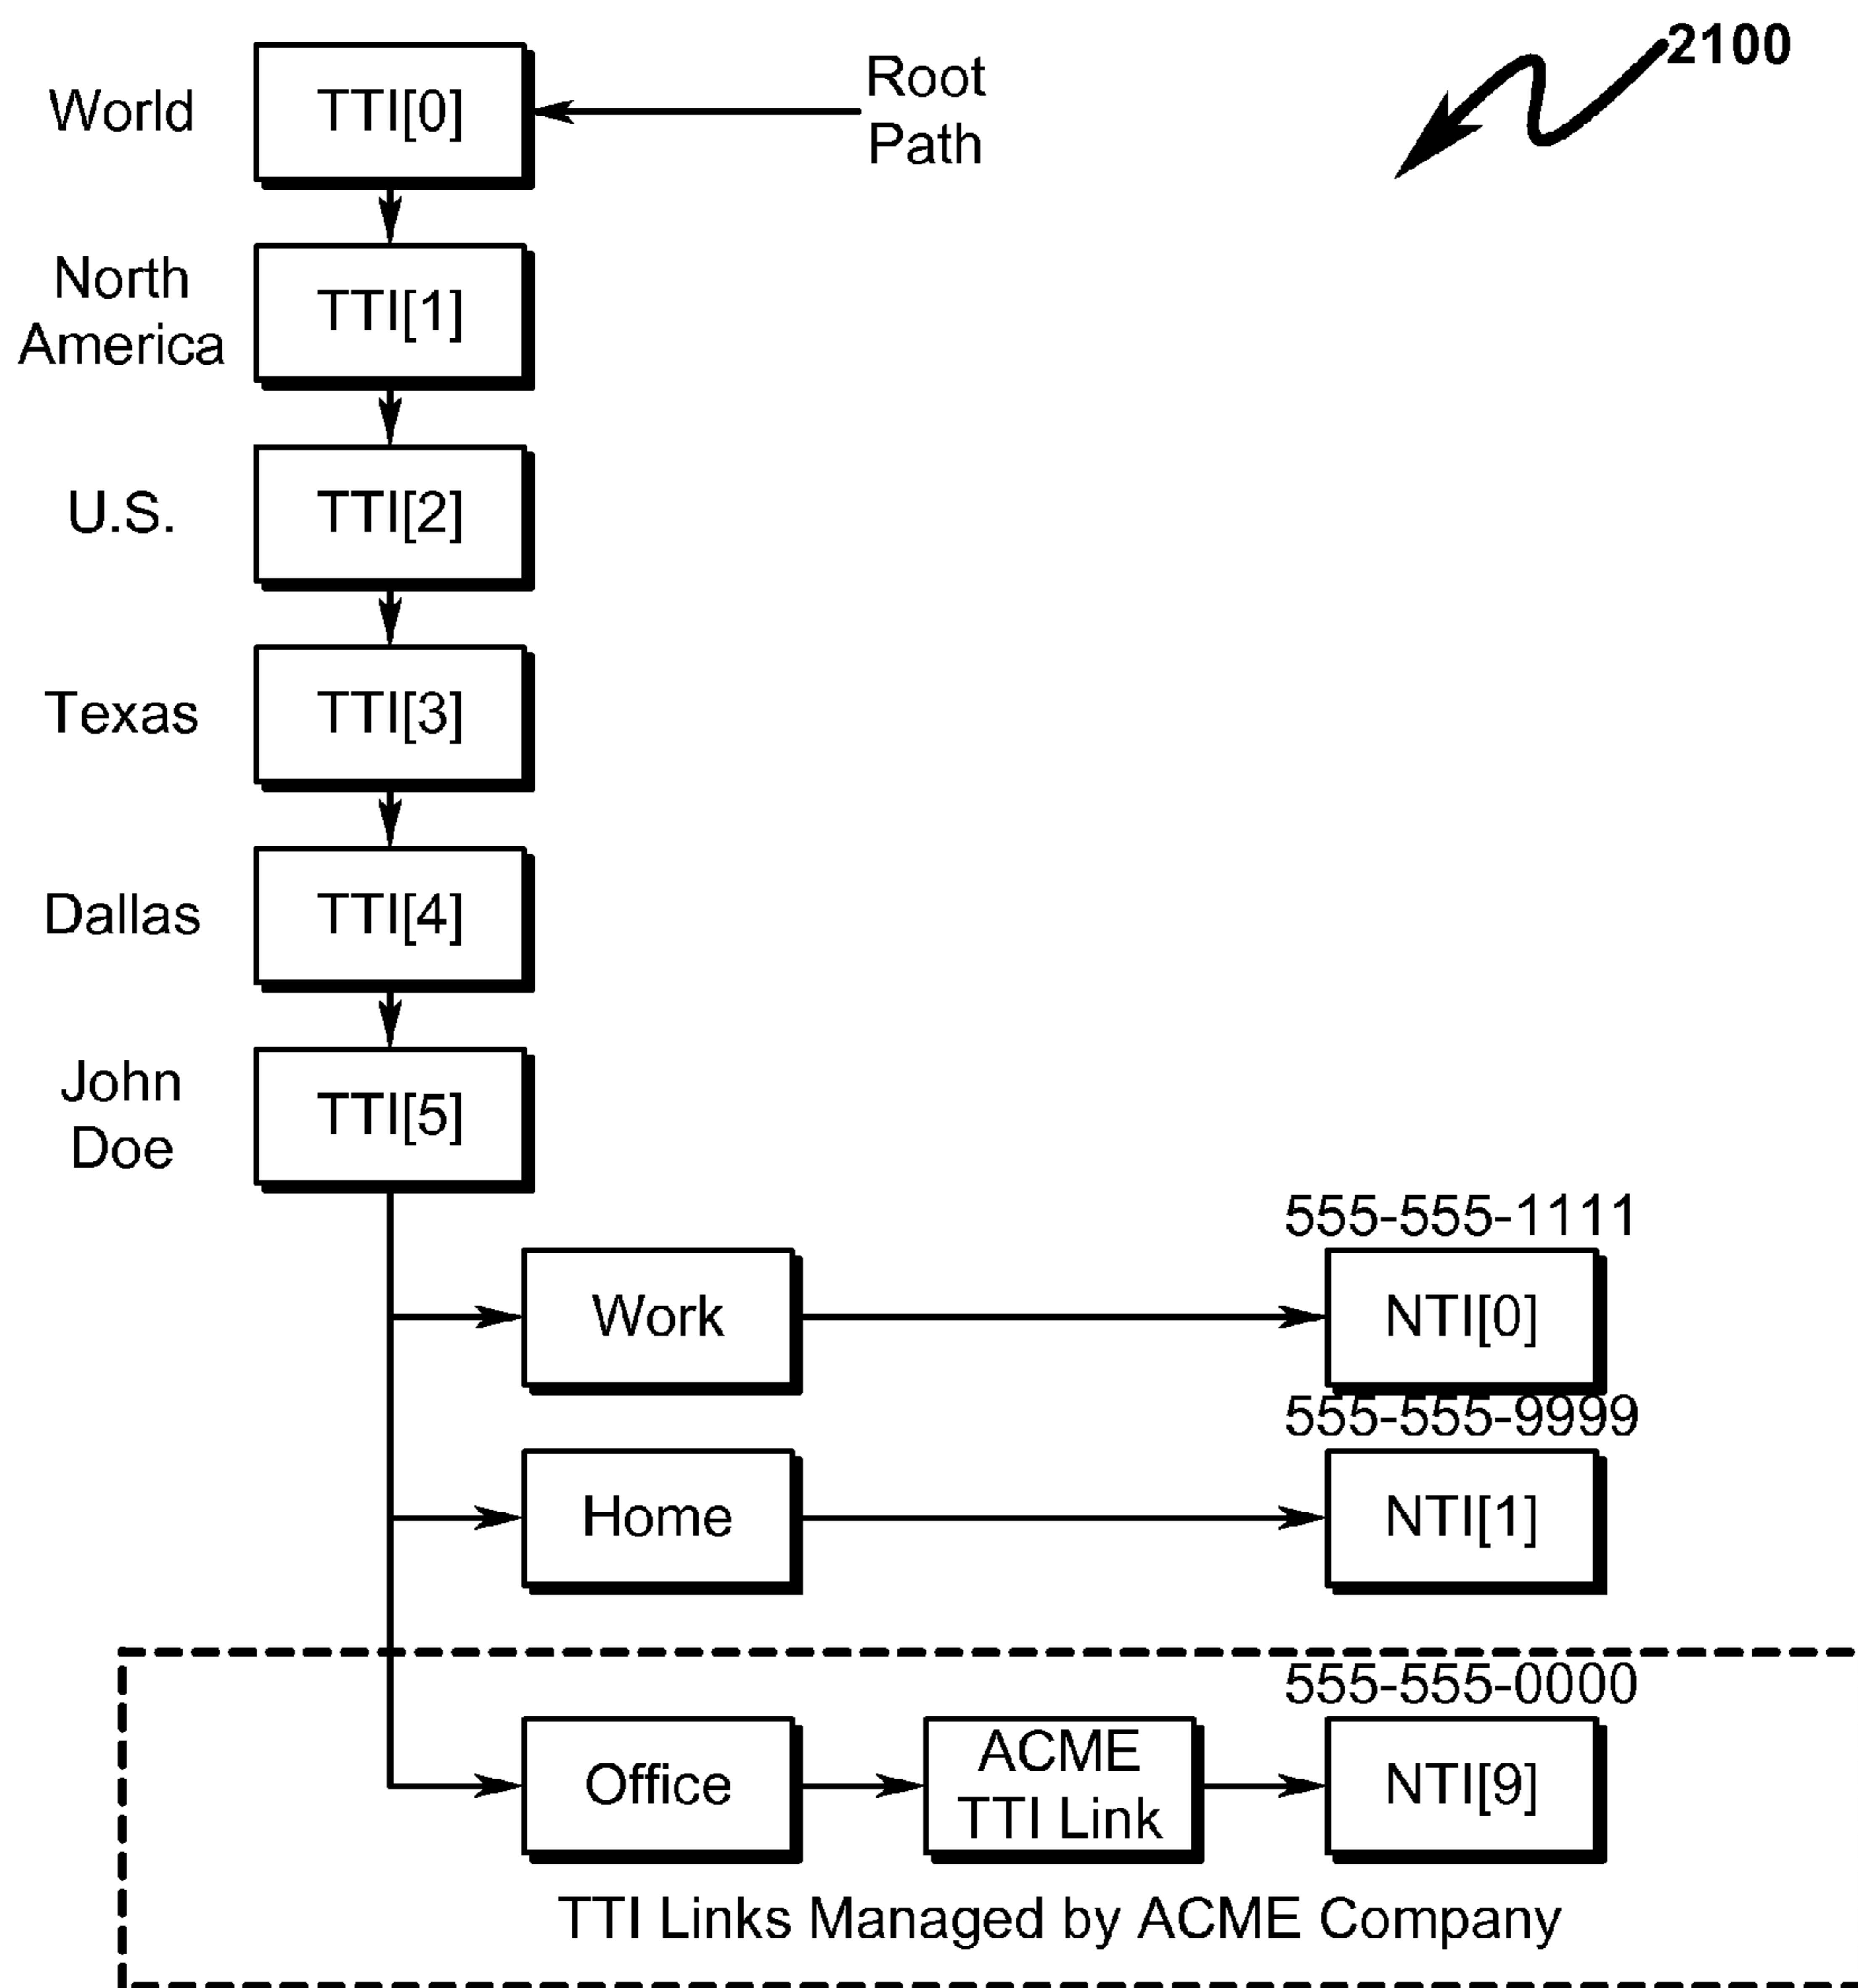 2100
World
TTI[0]
Root
Path
North
America
TTI[1]
U.S.
TTI[2]
Texas
TTI[3]
Dallas
TTI[4]
John
Doe
TTI[5]
555-555-1111
Work
NTI[0]
555-555-9999
Home
NTI[1]
555-555-0000
Office
ACME
TTI Link
NTI[9]
TTI Links Managed by ACME Company